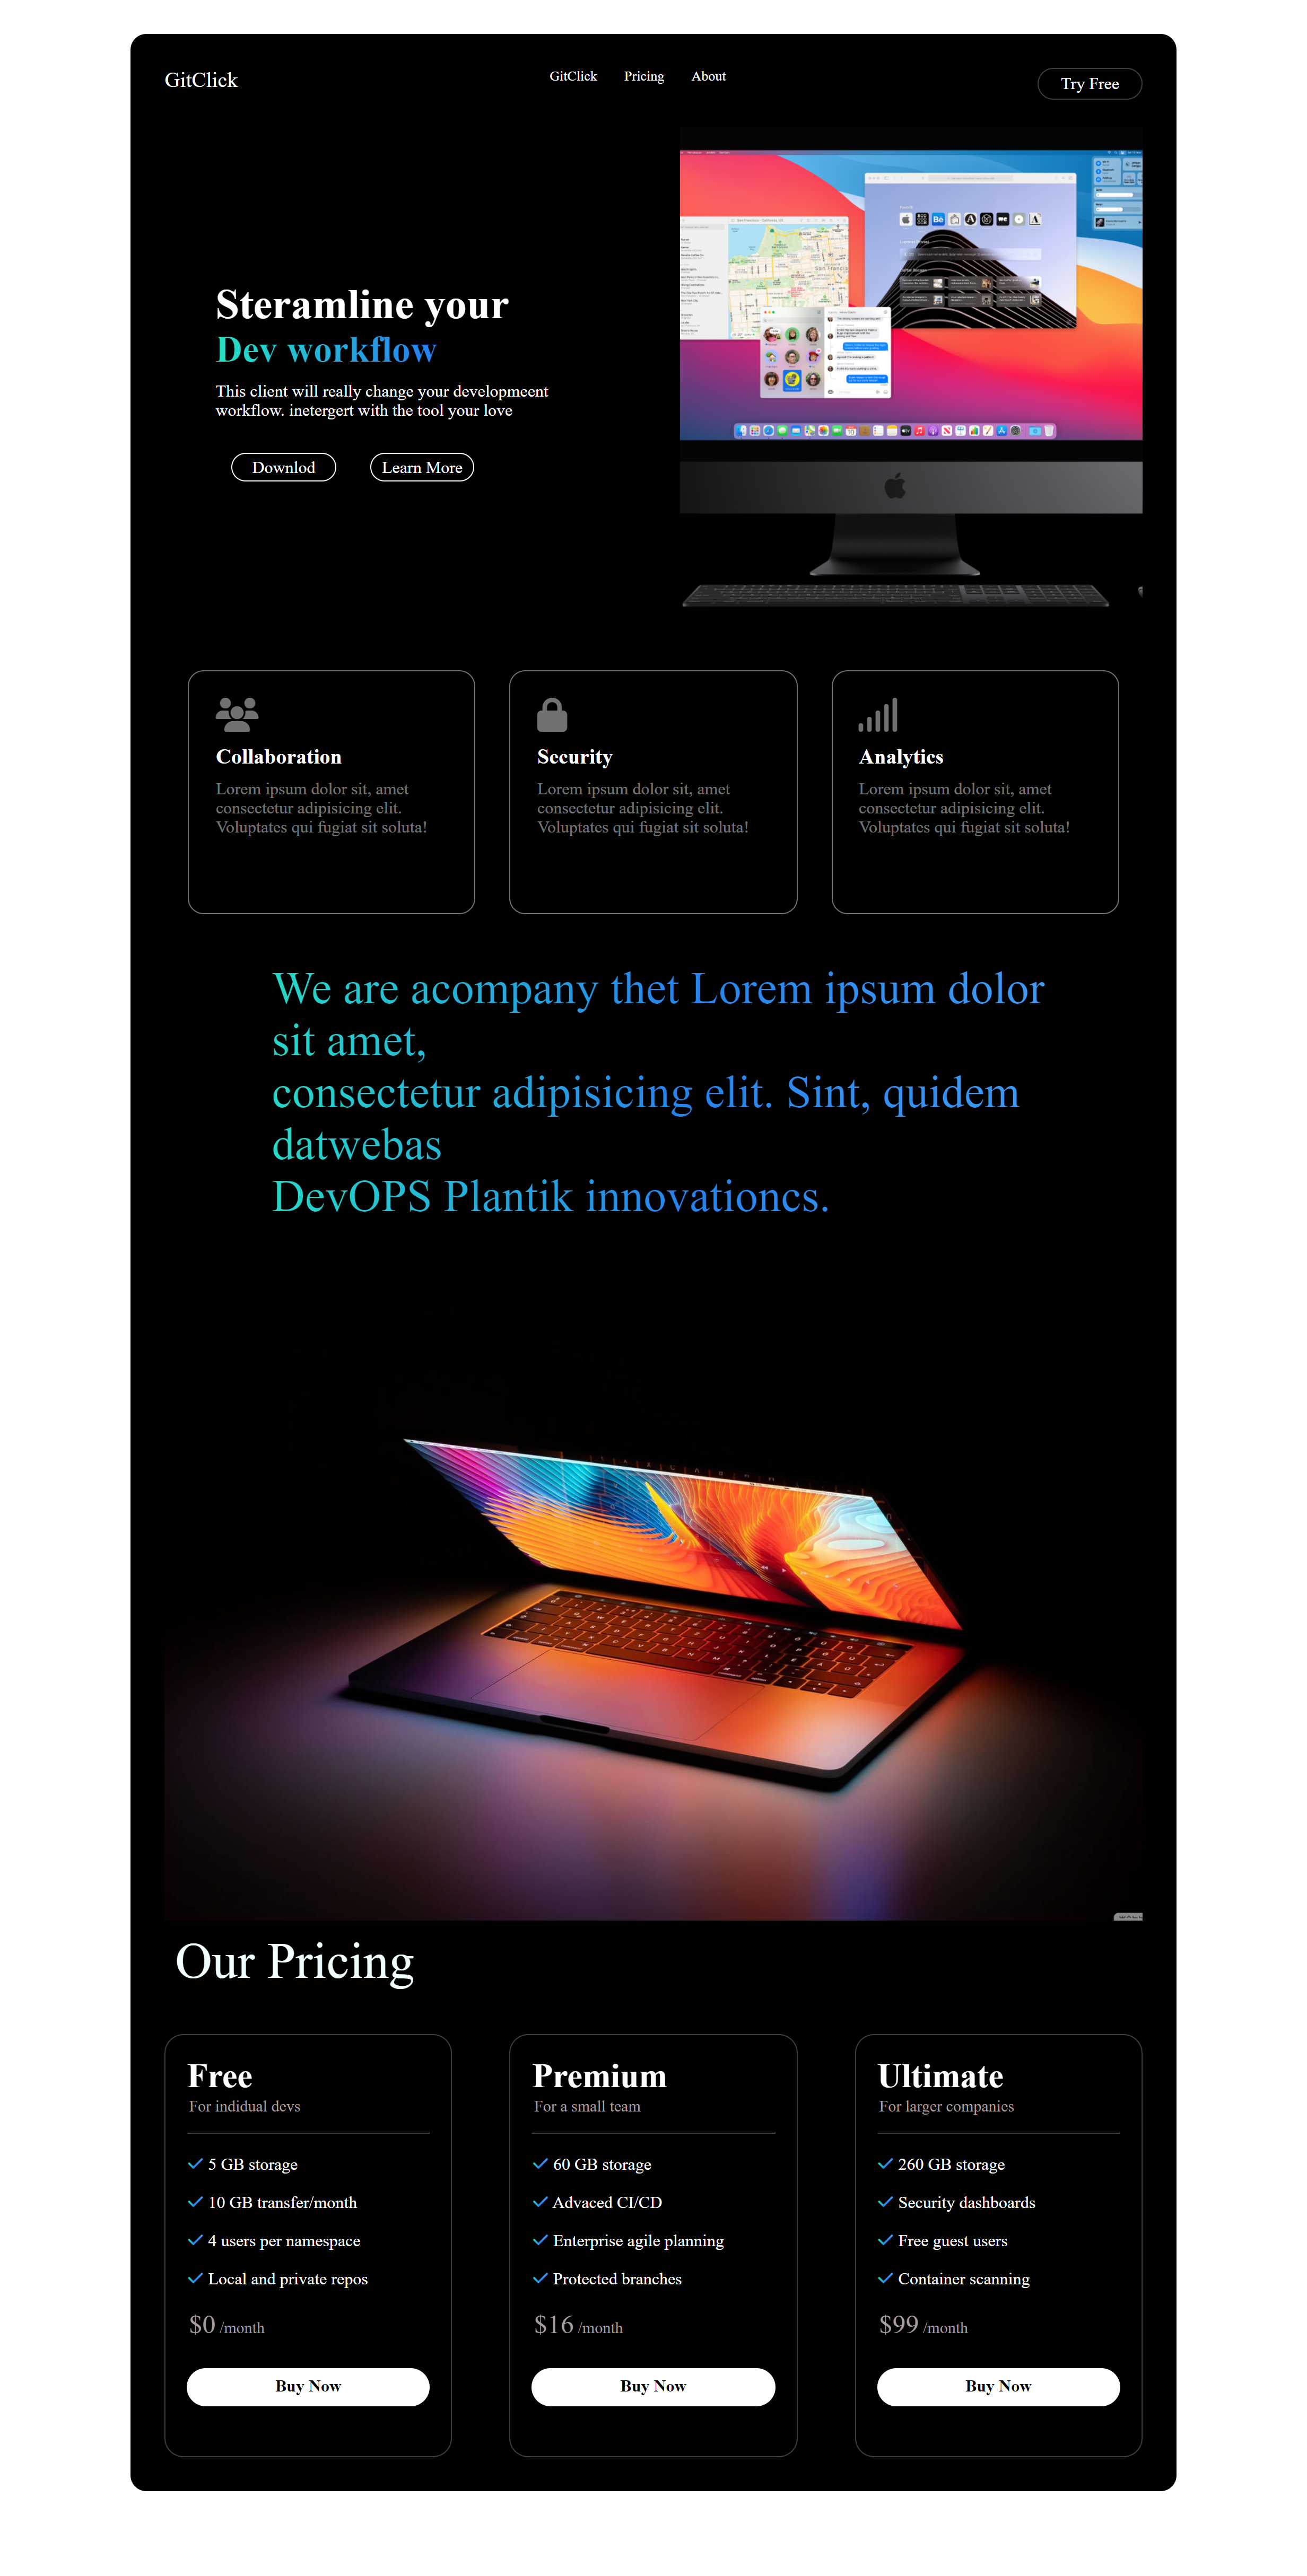 GitClick
GitClick Pricing About
Try Free
Steramline your
Dev workflow
This client will really change your developmeent
workflow. inetergert with the tool your love
Downlod
Learn More
Collaboration
Lorem ipsum dolor sit, amet
consectetur adipisicing elit.
Voluptates qui fugiat sit soluta!
Security
Lorem ipsum dolor sit, amet
consectetur adipisicing elit.
Voluptates qui fugiat sit soluta!
Analytics
Lorem ipsum dolor sit, amet
consectetur adipisicing elit.
Voluptates qui fugiat sit soluta!
We are acompany thet Lorem ipsum dolor
sit amet,
consectetur adipisicing elit. Sint, quidem
datwebas
DevOPS Plantik innovationcs.
Our Pricing
Free
For indidual devs
5 GB storage
10 GB transfer/month
4 users per namespace
Local and private repos
$0 /month
Buy Now
Premium
For a small team
60 GB storage
Advaced CI/CD
Enterprise agile planning
Protected branches
$16 /month
Buy Now
Ultimate
For larger companies
260 GB storage
Security dashboards
Free guest users
Container scanning
$99 /month
Buy Now